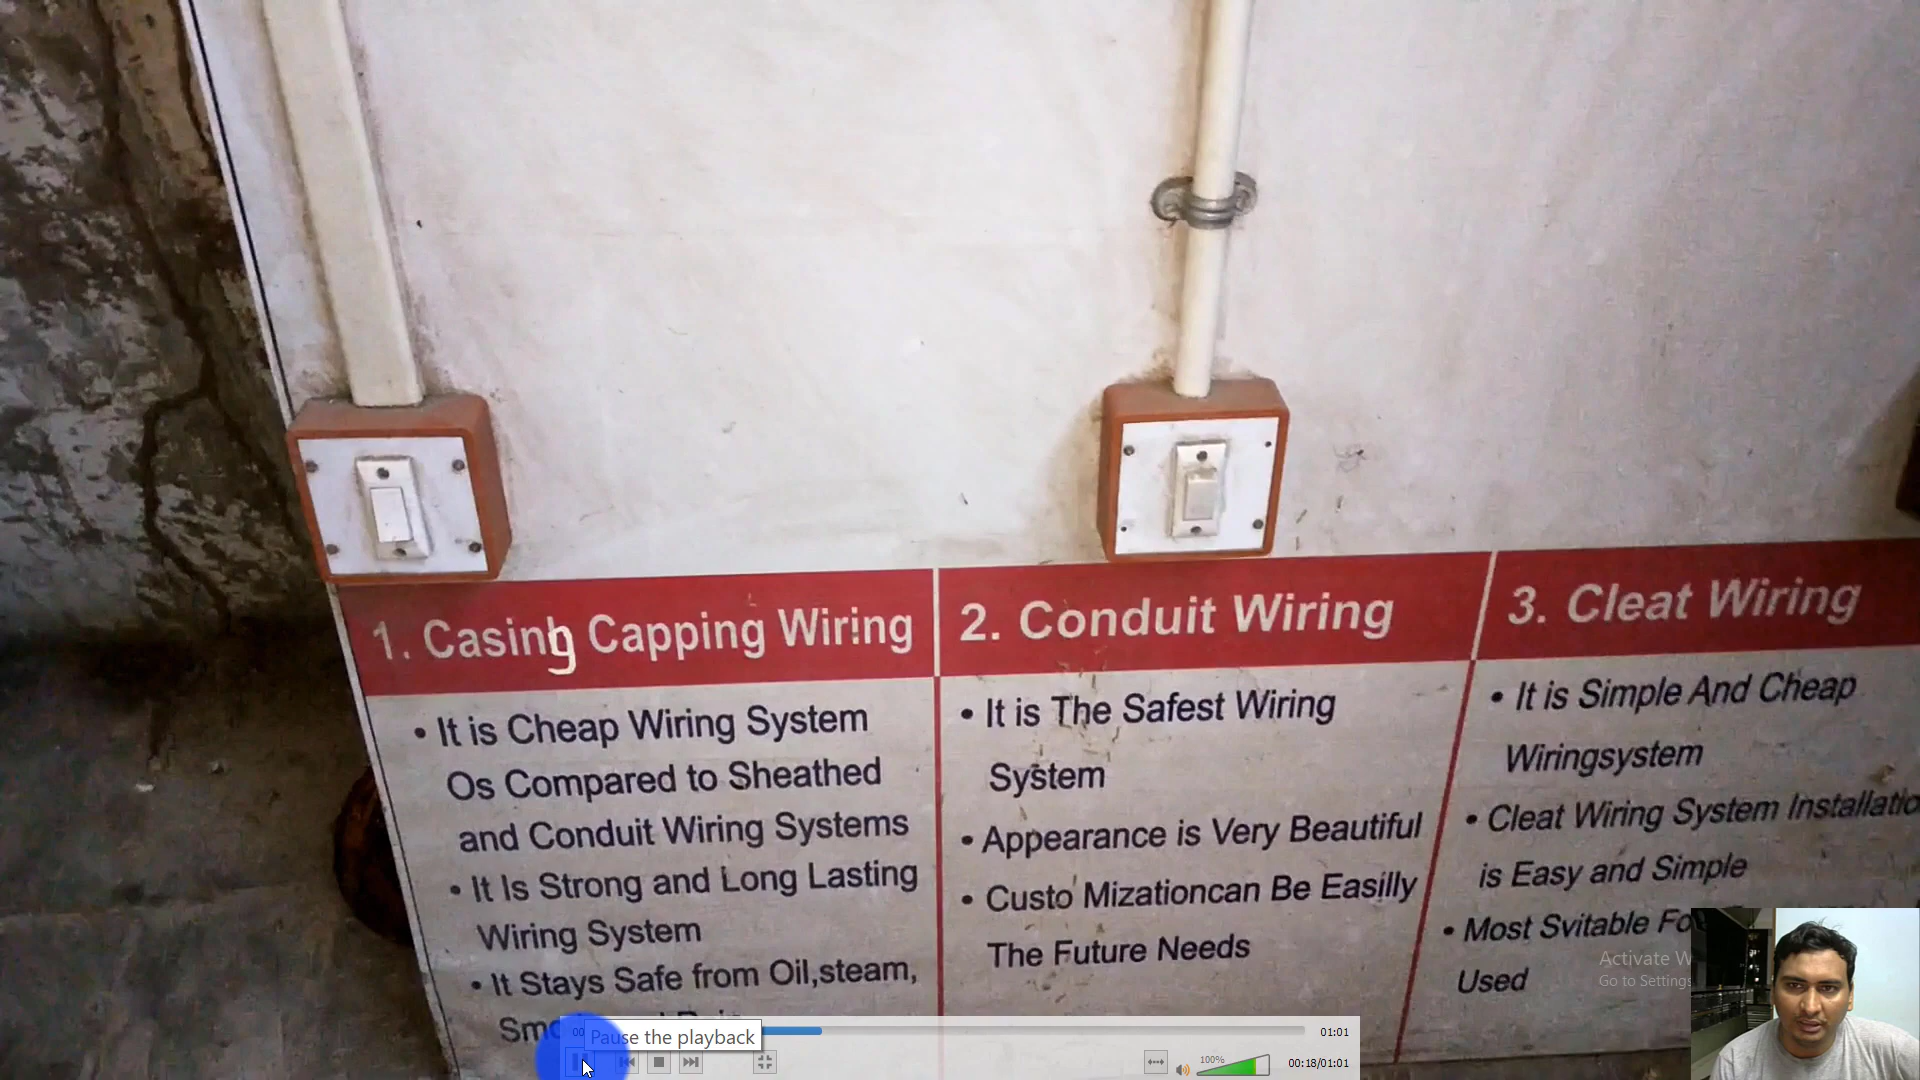 1. Casing Capping Wiring
• It is Cheap Wiring System
Os Compared to Sheathed
and Conduit Wiring Systems
• It Is Strong and Long Lasting
Wiring System
• It Stays Safe from Oil,steam,
2. Conduit Wiring
• It is The Safest Wiring
System
• Appearance is Very Beautiful
• Custo Mizationcan Be Easilly
The Future Needs
3. Cleat Wiring
• It is Simple And Cheap
Wiringsystem
• Cleat Wiring System Installatio
is Easy and Simple
• Most Svitable Fo
Used
Activate W
Go to Settings
Pause the playback
01:01
100%
00:18/01:01